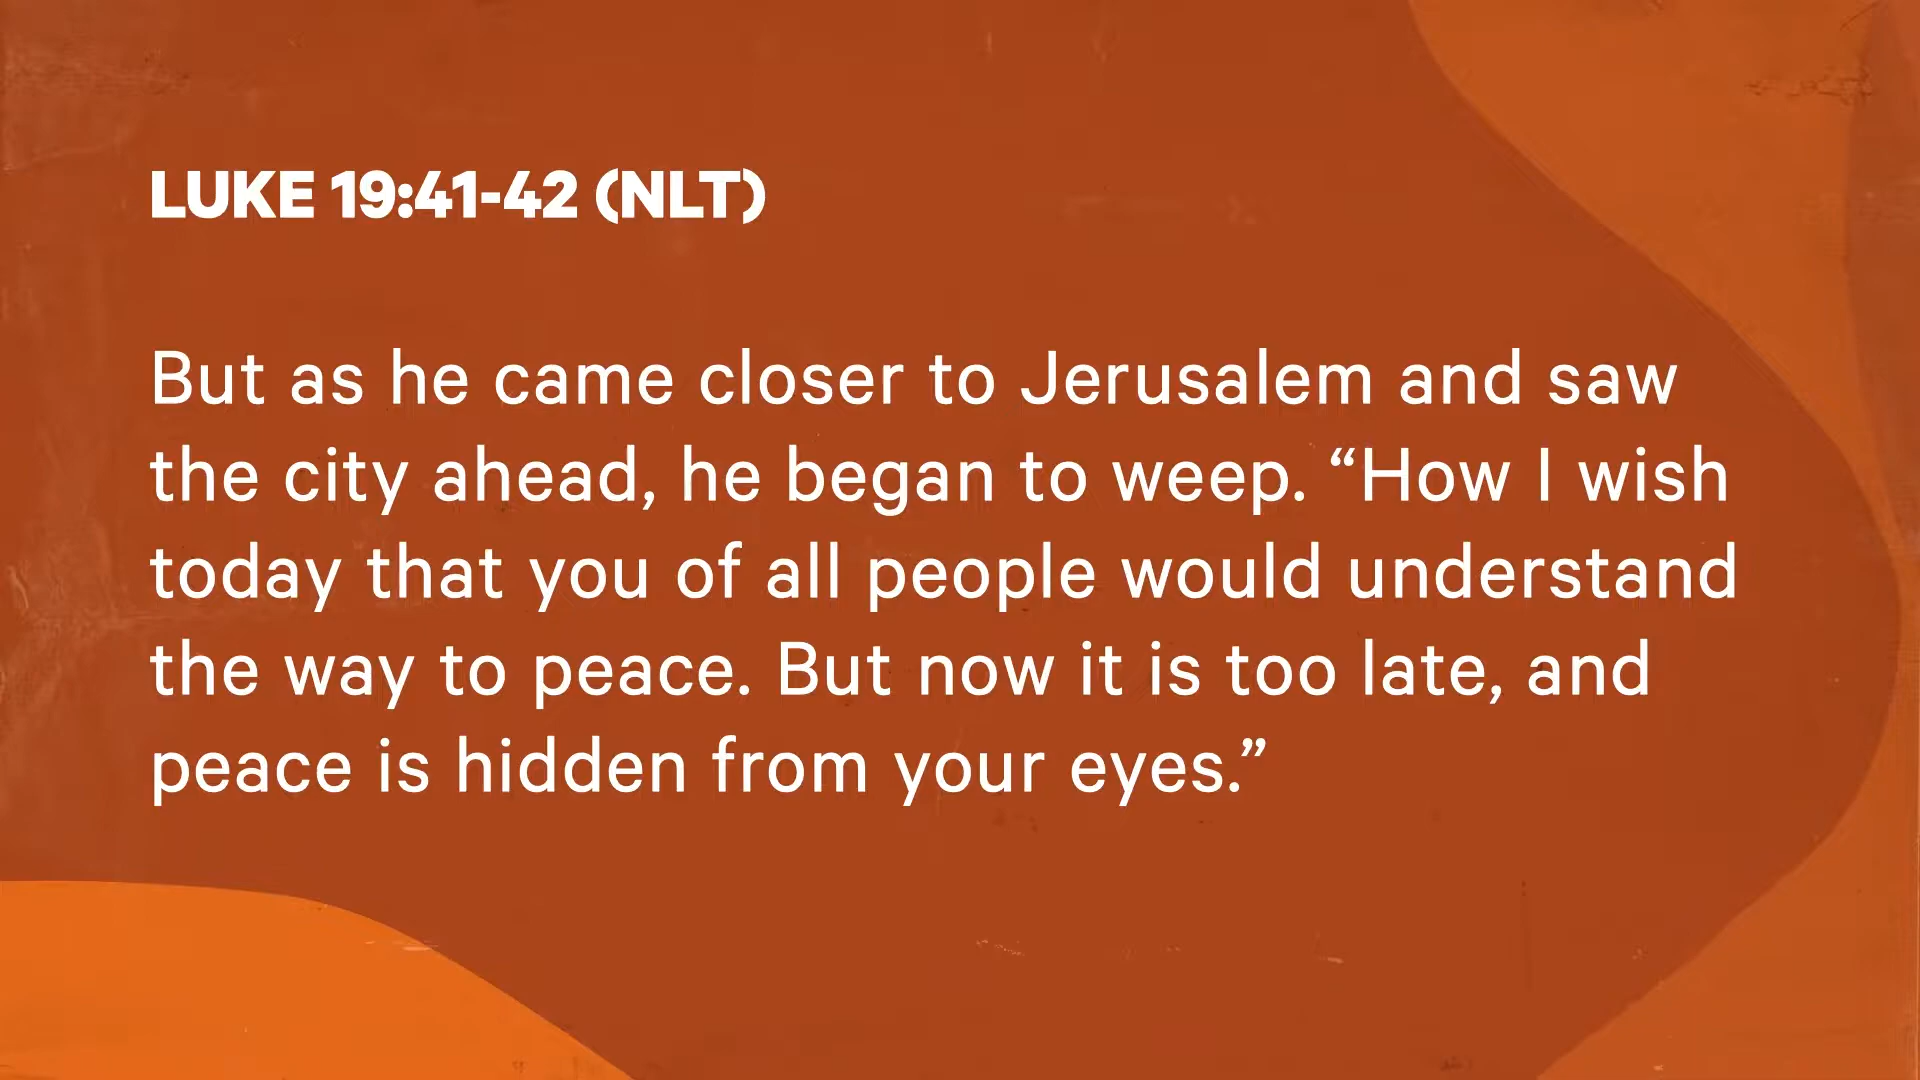 LUKE 19:41-42 (NLT)
But as he came closer to Jerusalem and saw
the city ahead, he began to weep. “How I wish
today that you of all people would understand
the way to peace. But now it is too late, and
peace is hidden from your eyes.”